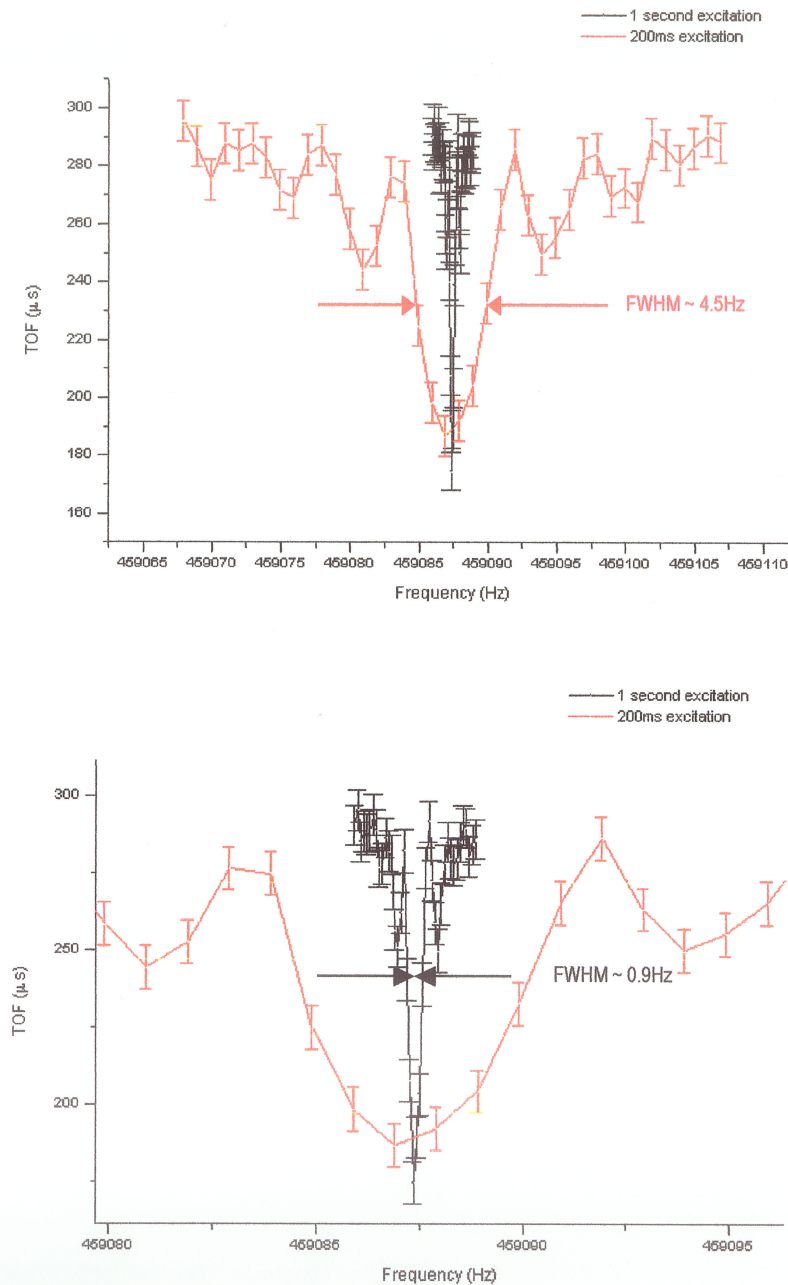 1 second excitation
200ms excitation
300
280
260
240
220
200
180
160
TOF (μs)
FWHM ~ 4.5Hz
459065 459070 459075 459080 459085 459090 459095 459100 459105 459110
Frequency (Hz)
1 second excitation
200ms excitation
300
250
200
TOF (μs)
FWHM ~ 0.9Hz
459080 459085 459090 459095
Frequency (Hz)